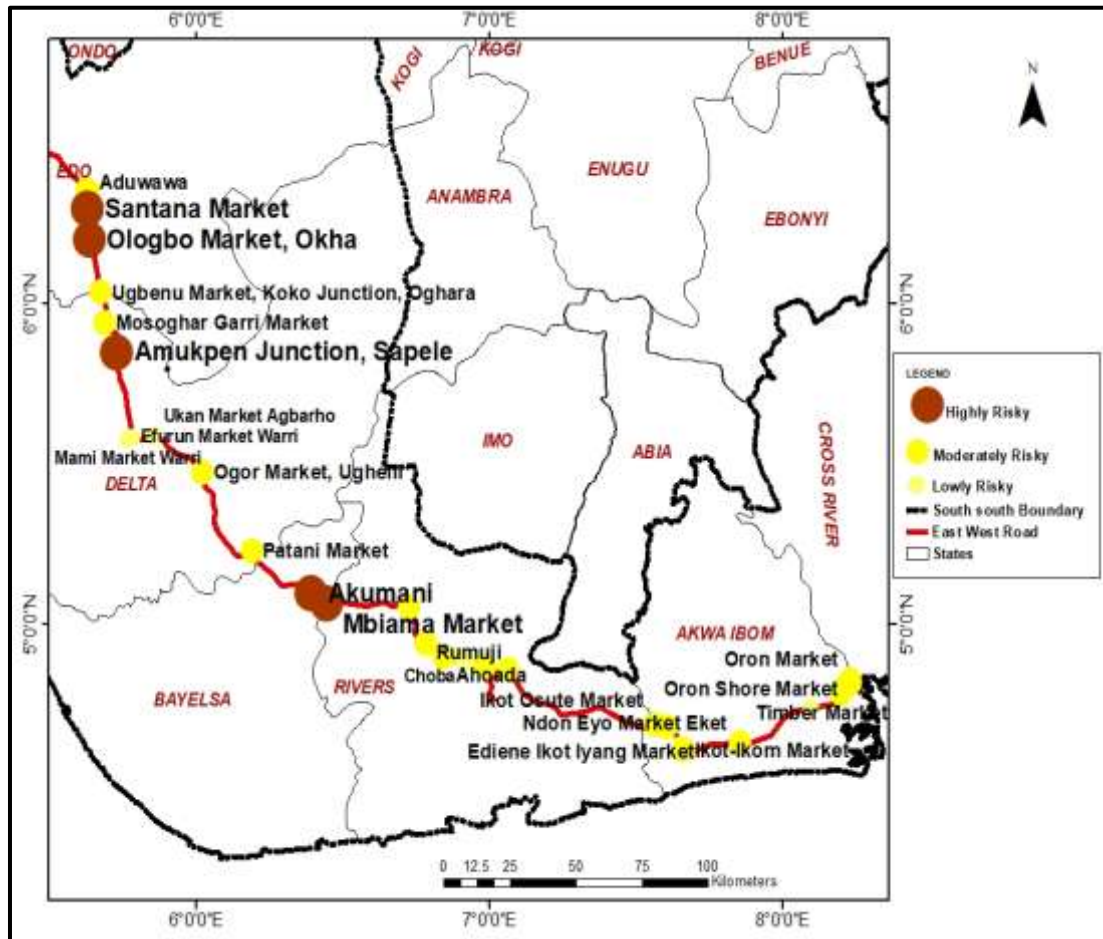 6°0'0"E 7°0'0"E 8°0'0"E
ONDO
KOGI
KOGI
BENUE
N
EDO
Aduwawa
Santana Market
Ologbo Market, Okha
ANAMBRA
ENUGU
EBONYI
6°0'0"N
6°0'0"N
Ugbenu Market, Koko Junction, Oghara
Mosoghar Garri Market
Amukpen Junction, Sapele
Ukan Market Agbarho
Efurun Market Warri
Mami Market Warri
Ogor Market, Ughelli
DELTA
IMO
ABIA
CROSS RIVER
LEGEND
Highly Risky
Moderately Risky
Lowly Risky
South south Boundary
East West Road
States
Patani Market
Akumani
Mbiama Market
5°0'0"N
5°0'0"N
AKWA IBOM
Rumuji
Choba
Ahoada
Oron Market
BAYELSA
RIVERS
Ikot Osute Market
Oron Shore Market
Timber Market
Ndon Eyo Market Eket
Ediene Ikot Iyang Market
Ikot-Ikom Market
0 12.5 25 50 75 100
Kilometers
6°0'0"E 7°0'0"E 8°0'0"E